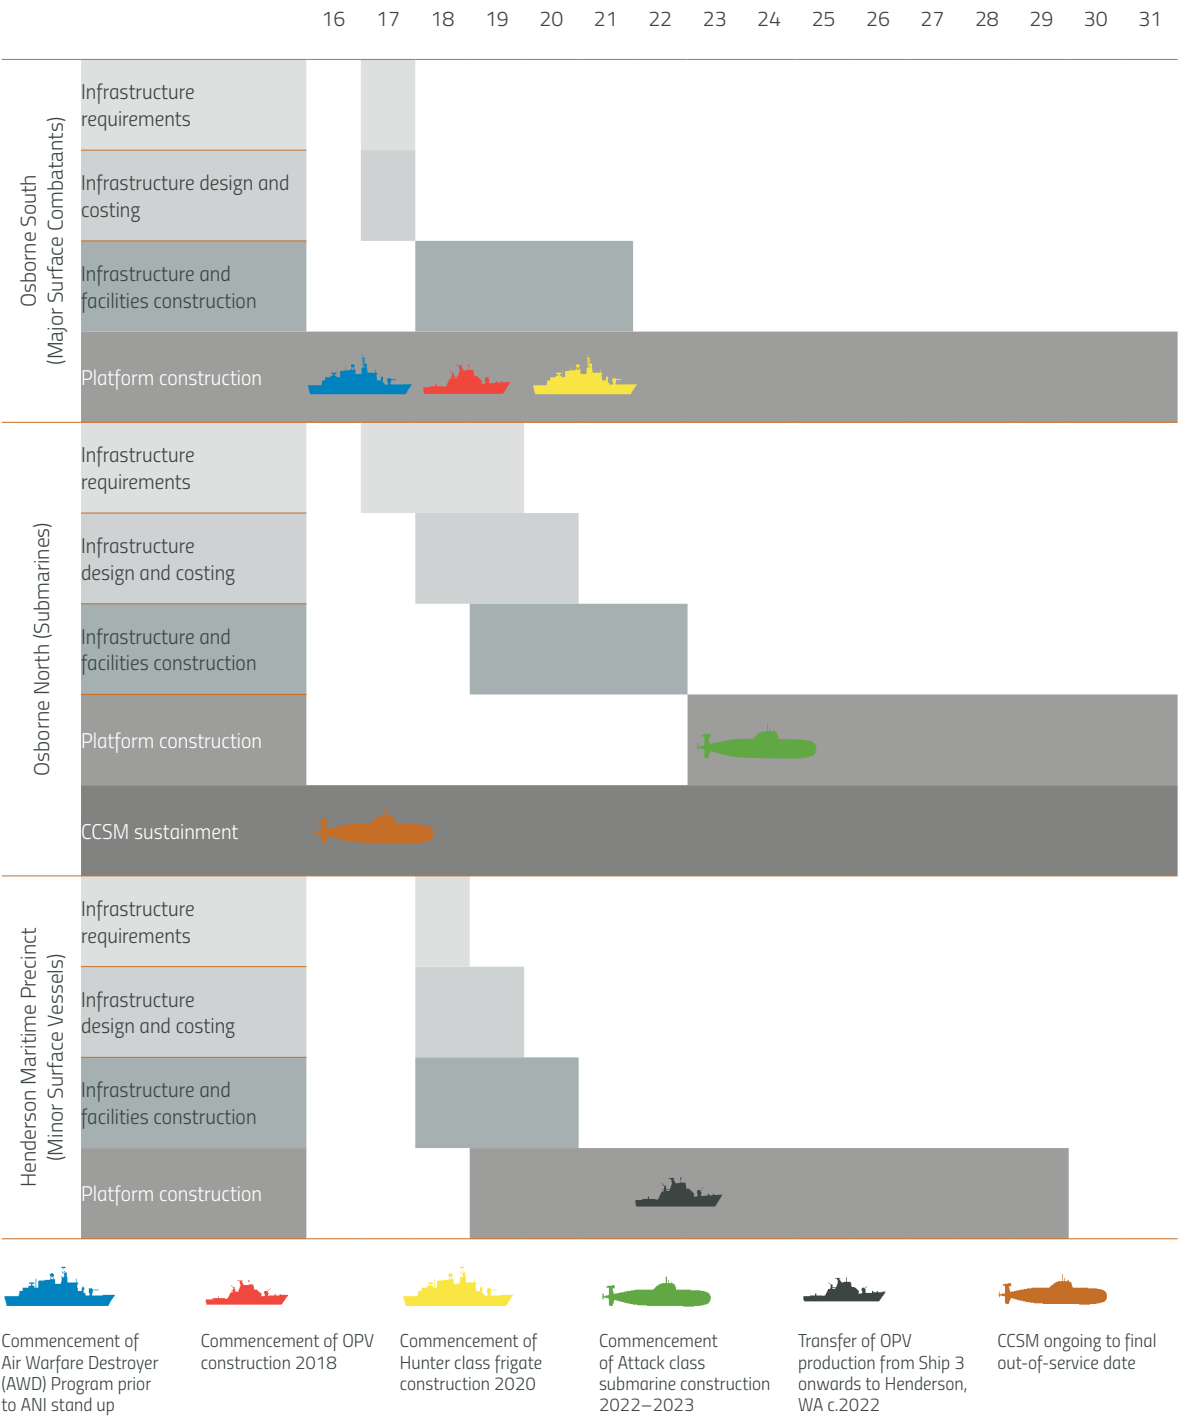 16 17 18 19 20 21 22 23 24 25 26 27 28 29 30 31
Osborne South
(Major Surface Combatants)
Infrastructure
requirements
Infrastructure design and
costing
Infrastructure and
facilities construction
Platform construction
Osborne North (Submarines)
Infrastructure
requirements
Infrastructure
design and costing
Infrastructure and
facilities construction
Platform construction
CCSM sustainment
Henderson Maritime Precinct
(Minor Surface Vessels)
Infrastructure
requirements
Infrastructure
design and costing
Infrastructure and
facilities construction
Platform construction
Commencement of
Air Warfare Destroyer
(AWD) Program prior
to ANI stand up
Commencement of OPV
construction 2018
Commencement of
Hunter class frigate
construction 2020
Commencement
of Attack class
submarine construction
2022–2023
Transfer of OPV
production from Ship 3
onwards to Henderson,
WA c.2022
CCSM ongoing to final
out-of-service date